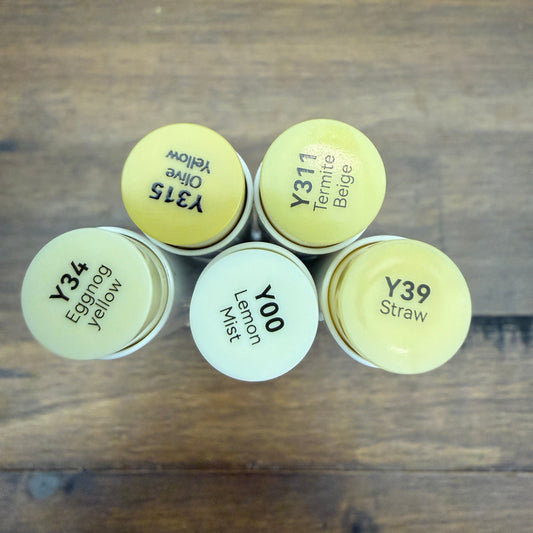 Y315
Olive
Yellow
Y311
Termite
Beige
Y34
Eggnog
yellow
Y00
Lemon
Mist
Y39
Straw